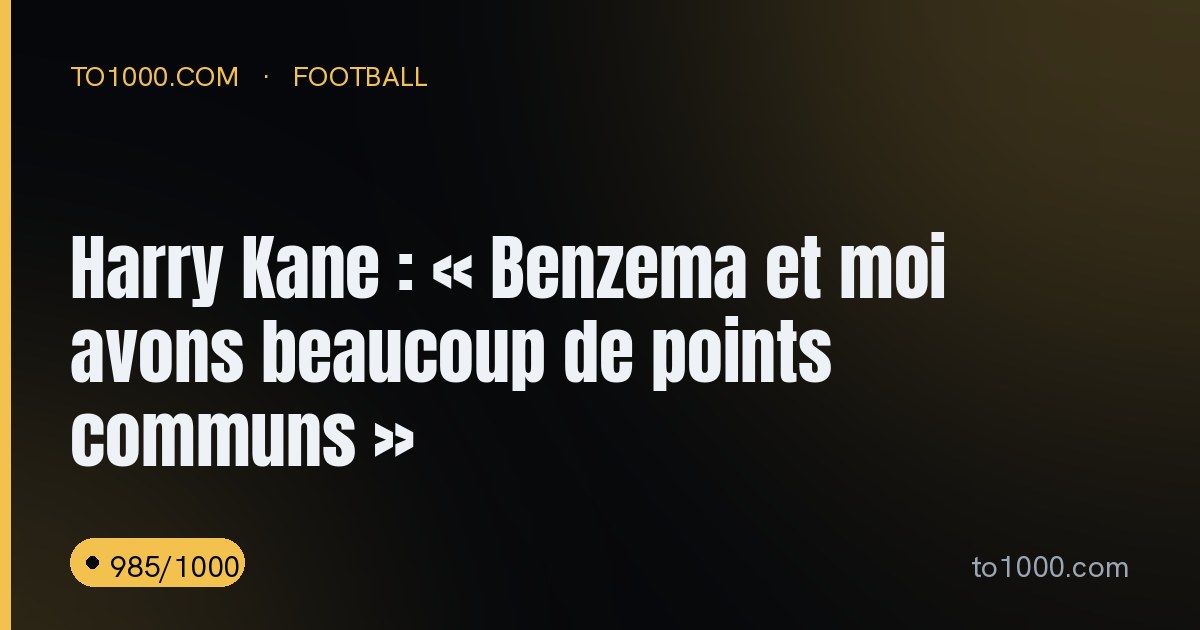 TO1000.COM · FOOTBALL
Harry Kane : « Benzema et moi
avons beaucoup de points
communs »
985/1000
to1000.com